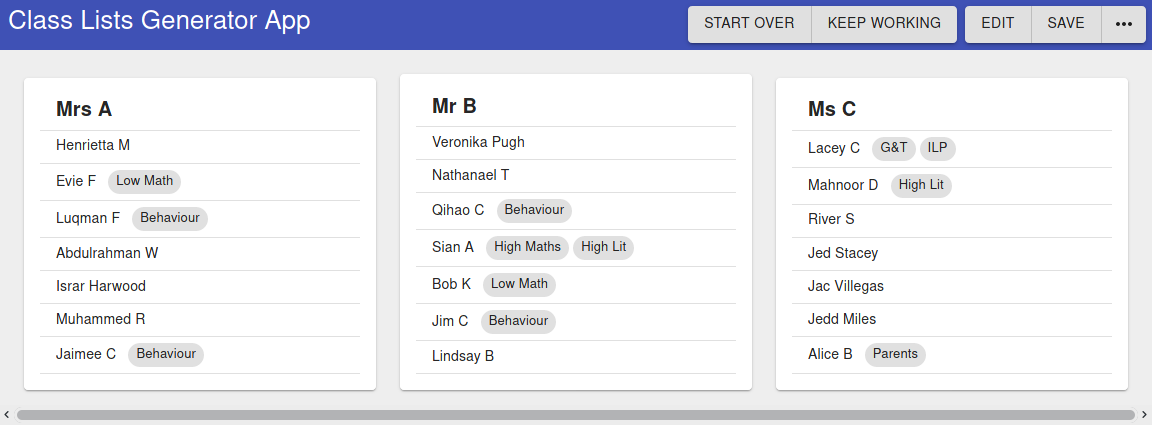 Class Lists Generator App
START OVER KEEP WORKING EDIT SAVE •••
Mrs A
Henrietta M
Evie F Low Math
Luqman F Behaviour
Abdulrahman W
Israr Harwood
Muhammed R
Jaimee C Behaviour
Mr B
Veronika Pugh
Nathanael T
Qihao C Behaviour
Sian A High Maths High Lit
Bob K Low Math
Jim C Behaviour
Lindsay B
Ms C
Lacey C G&T ILP
Mahnoor D High Lit
River S
Jed Stacey
Jac Villegas
Jedd Miles
Alice B Parents